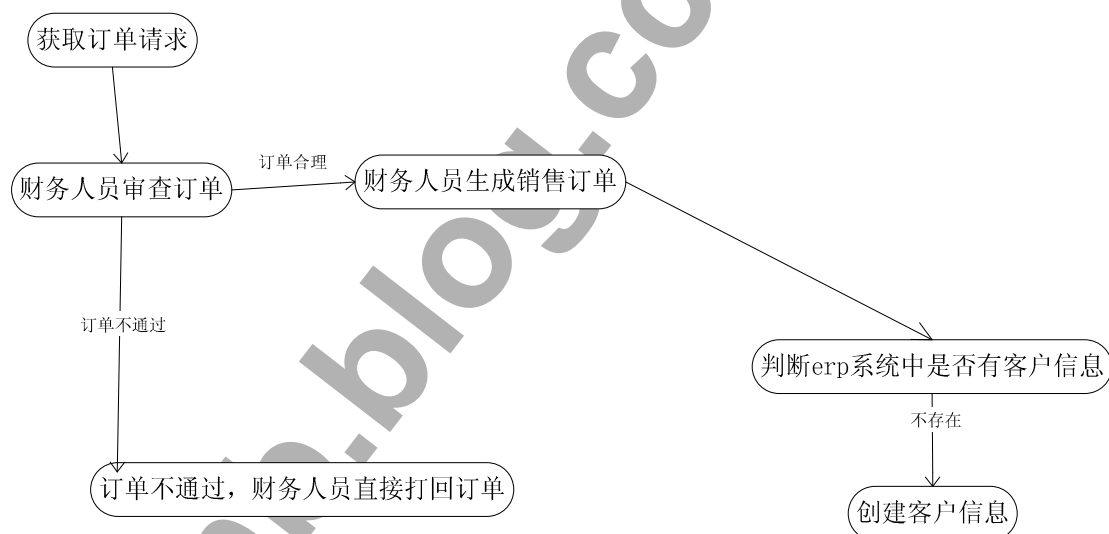 获取订单请求
财务人员审查订单
订单合理
财务人员生成销售订单
订单不通过
判断erp系统中是否有客户信息
不存在
订单不通过，财务人员直接打回订单
创建客户信息